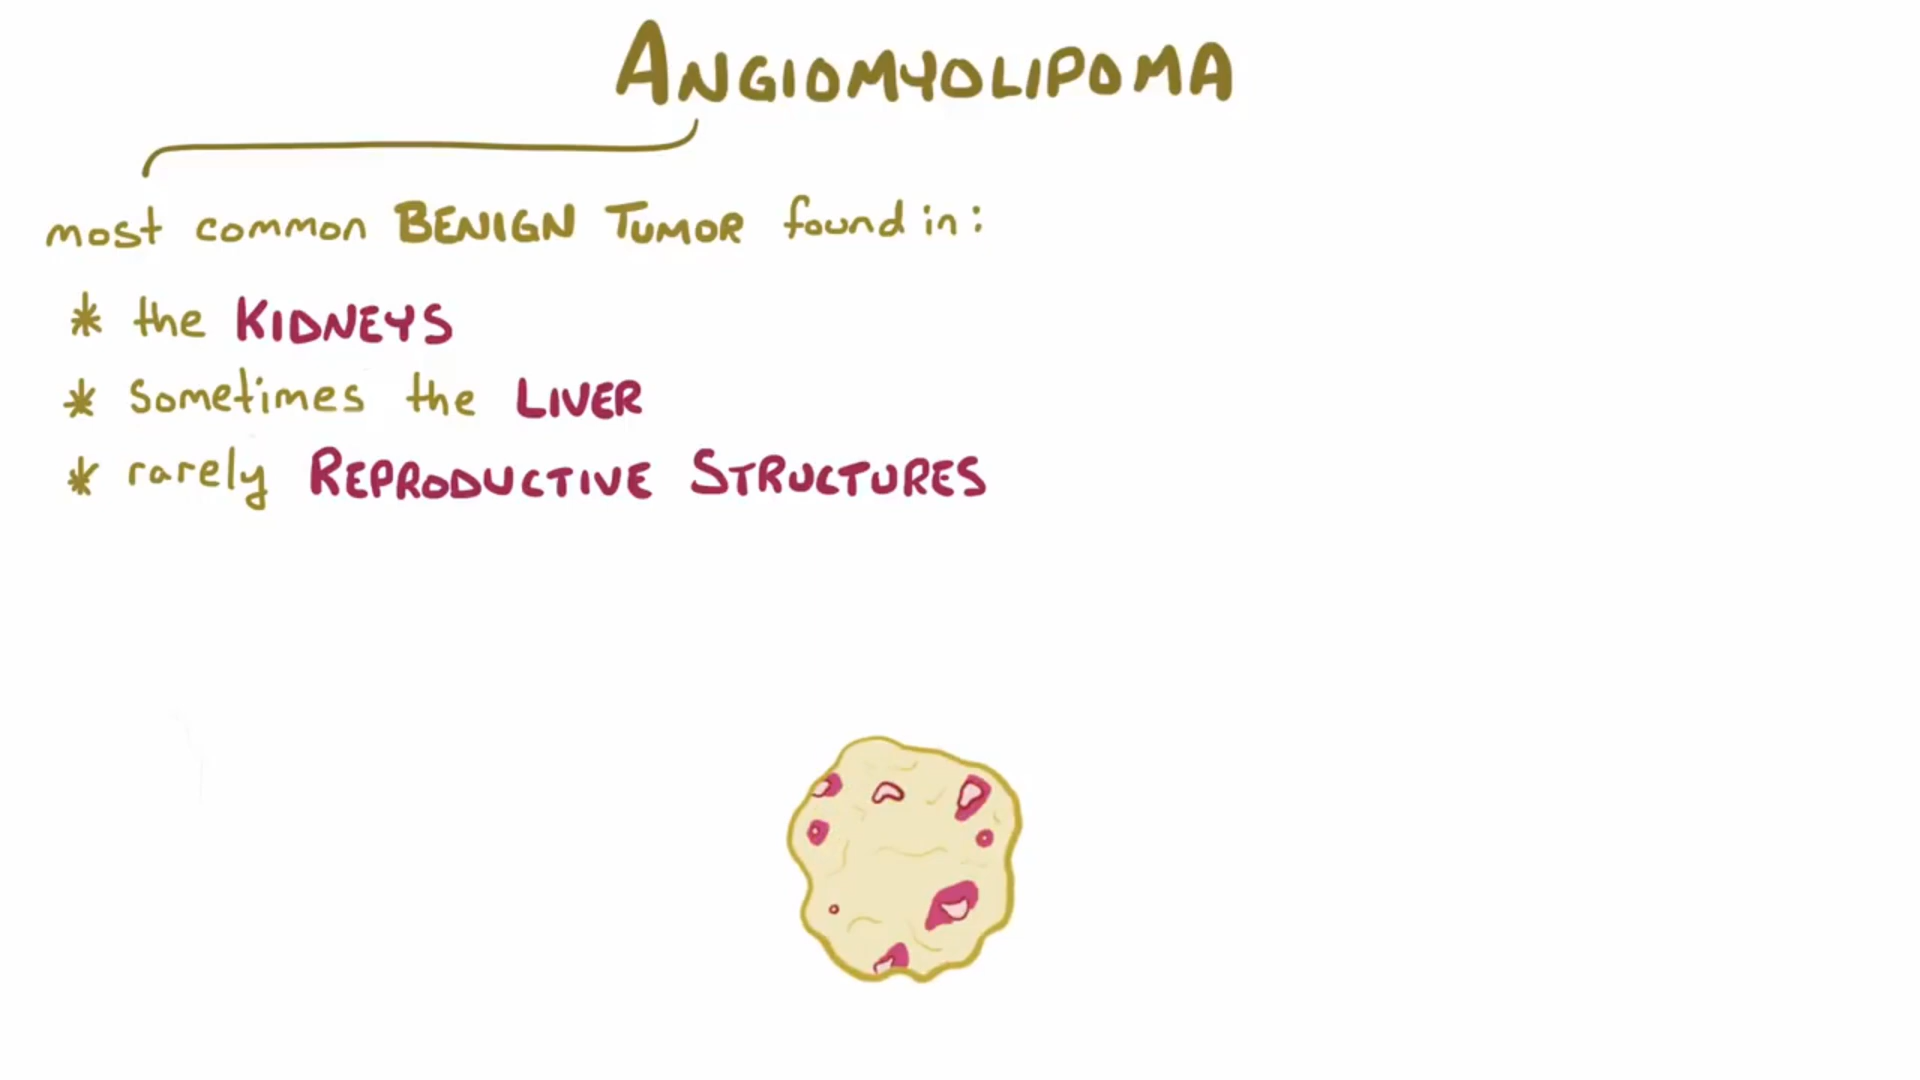 ANGIOMYOLIPOMA
most common BENIGN TUMOR found in:
* the KIDNEYS
* sometimes the LIVER
* rarely REPRODUCTIVE STRUCTURES